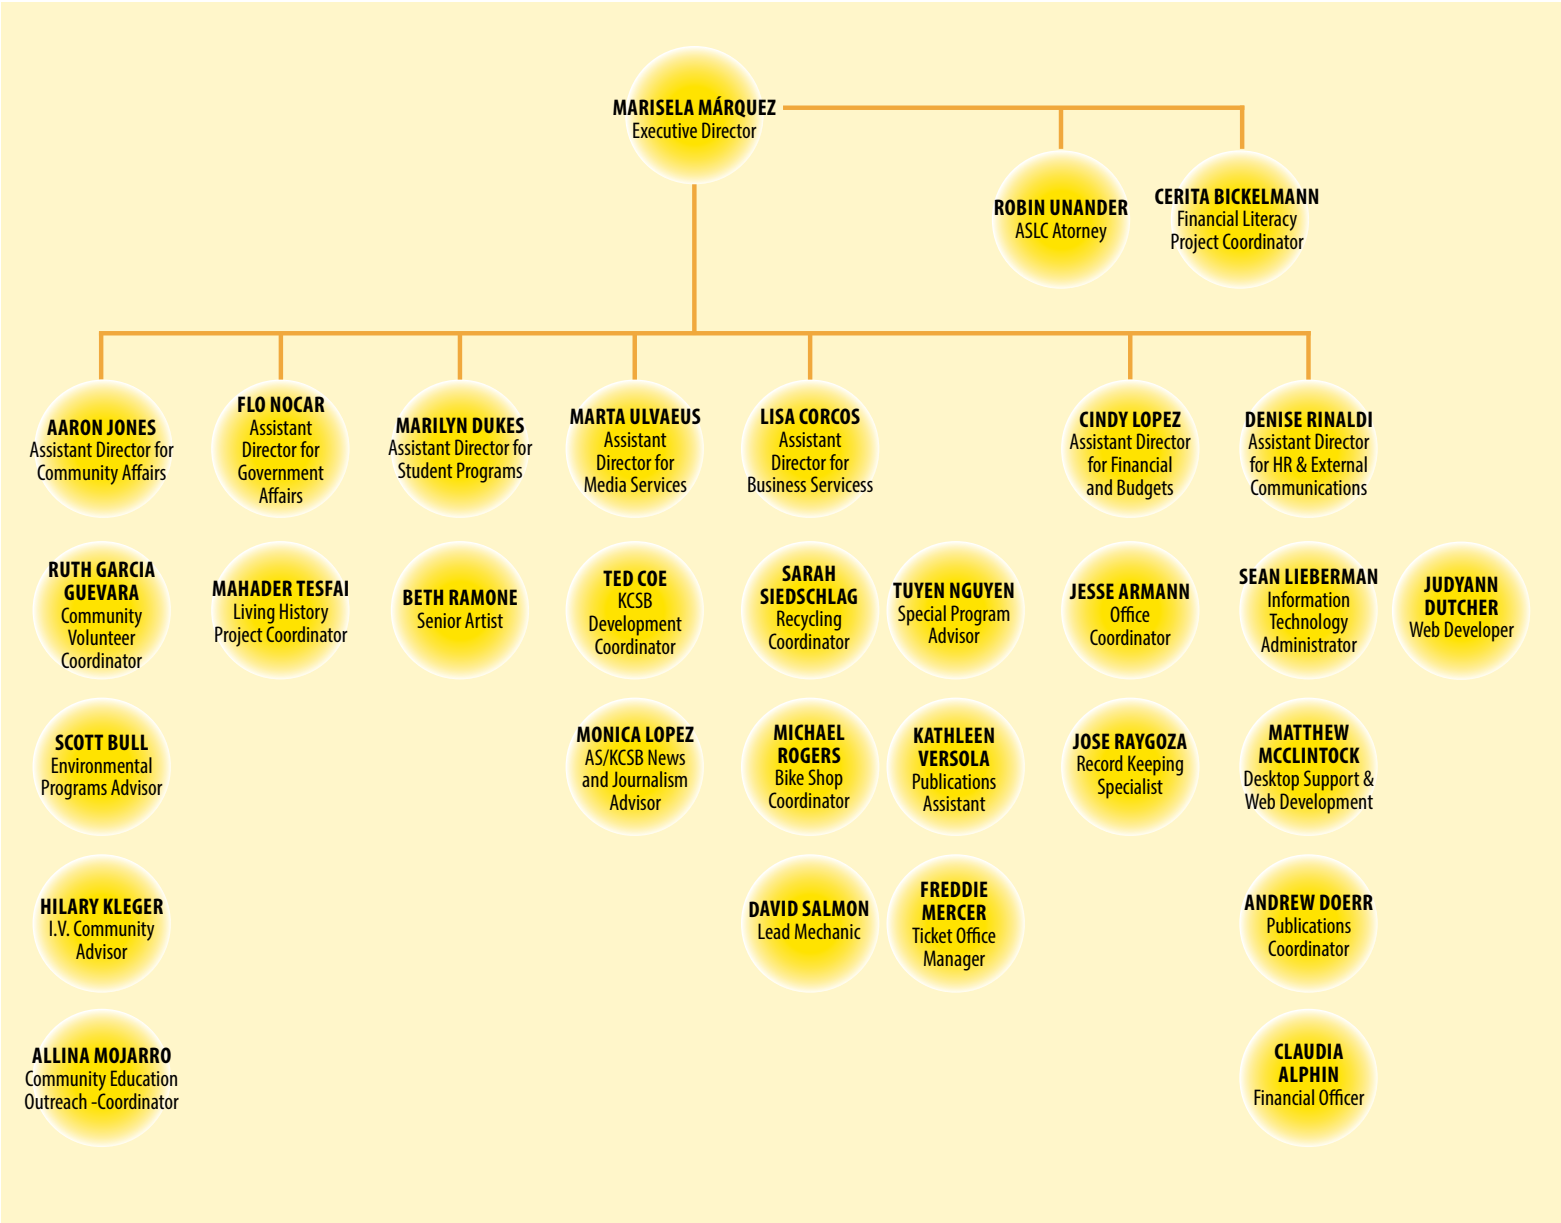 MARISELA MÁRQUEZ
Executive Director
ROBIN UNANDER
ASLC Atorney
CERITA BICKELMANN
Financial Literacy
Project Coordinator
AARON JONES
Assistant Director for
Community Affairs
FLO NOCAR
Assistant
Director for
Government
Affairs
MARILYN DUKES
Assistant Director for
Student Programs
MARTA ULVAEUS
Assistant
Director for
Media Services
LISA CORCOS
Assistant
Director for
Business Servicess
CINDY LOPEZ
Assistant Director
for Financial
and Budgets
DENISE RINALDI
Assistant Director
for HR & External
Communications
RUTH GARCIA
GUEVARA
Community
Volunteer
Coordinator
MAHADER TESFAI
Living History
Project Coordinator
BETH RAMONE
Senior Artist
TED COE
KCSB
Development
Coordinator
SARAH
SIEDSCHLAG
Recycling
Coordinator
TUYEN NGUYEN
Special Program
Advisor
JESSE ARMANN
Office
Coordinator
SEAN LIEBERMAN
Information
Technology
Administrator
JUDYANN
DUTCHER
Web Developer
SCOTT BULL
Environmental
Programs Advisor
MONICA LOPEZ
AS/KCSB News
and Journalism
Advisor
MICHAEL
ROGERS
Bike Shop
Coordinator
KATHLEEN
VERSOLA
Publications
Assistant
JOSE RAYGOZA
Record Keeping
Specialist
MATTHEW
MCCLINTOCK
Desktop Support &
Web Development
HILARY KLEGER
I.V. Community
Advisor
DAVID SALMON
Lead Mechanic
FREDDIE
MERCER
Ticket Office
Manager
ANDREW DOERR
Publications
Coordinator
ALLINA MOJARRO
Community Education
Outreach -Coordinator
CLAUDIA
ALPHIN
Financial Officer